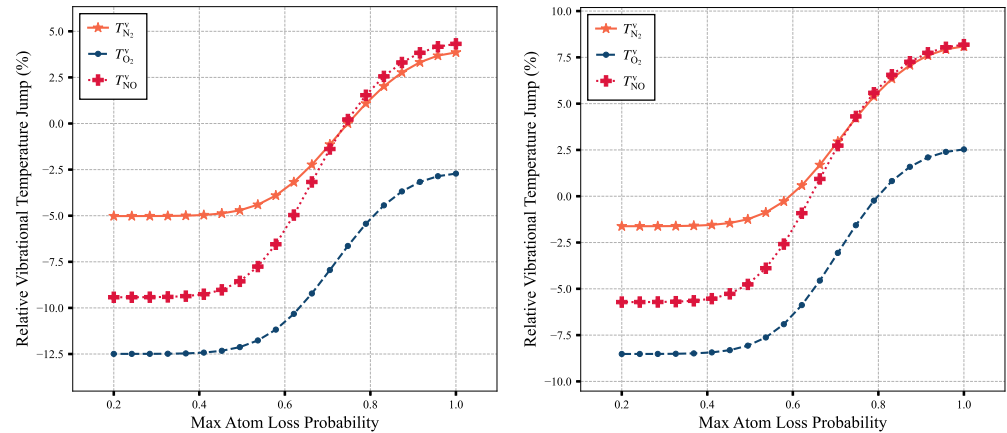 Relative Vibrational Temperature Jump (%)
5.0
2.5
0.0
−2.5
−5.0
−7.5
−10.0
−12.5
T^v_N₂
T^v_O₂
T^v_NO
0.2 0.4 0.6 0.8 1.0
Max Atom Loss Probability
Relative Vibrational Temperature Jump (%)
10.0
7.5
5.0
2.5
0.0
−2.5
−5.0
−7.5
−10.0
T^v_N₂
T^v_O₂
T^v_NO
0.2 0.4 0.6 0.8 1.0
Max Atom Loss Probability